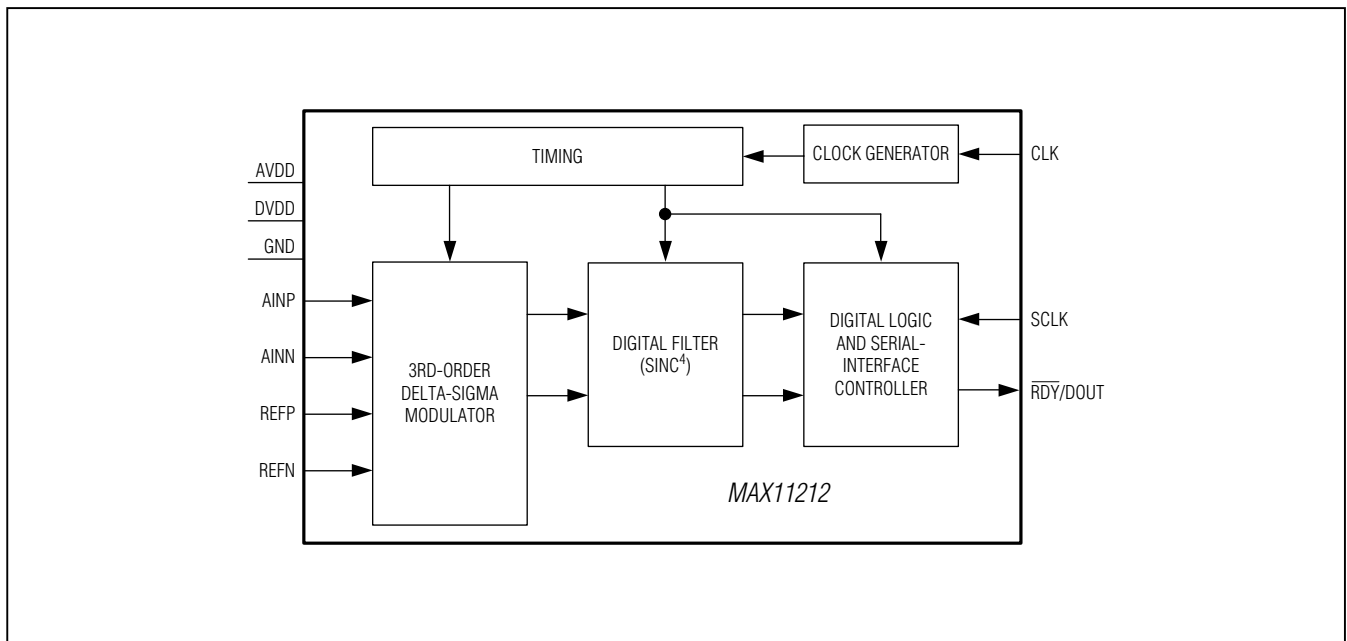 TIMING
CLOCK GENERATOR
CLK
AVDD
DVDD
GND
AINP
AINN
REFP
REFN
3RD-ORDER
DELTA-SIGMA
MODULATOR
DIGITAL FILTER
(SINC⁴)
DIGITAL LOGIC
AND SERIAL-
INTERFACE
CONTROLLER
SCLK
R̅D̅Y̅/DOUT
MAX11212